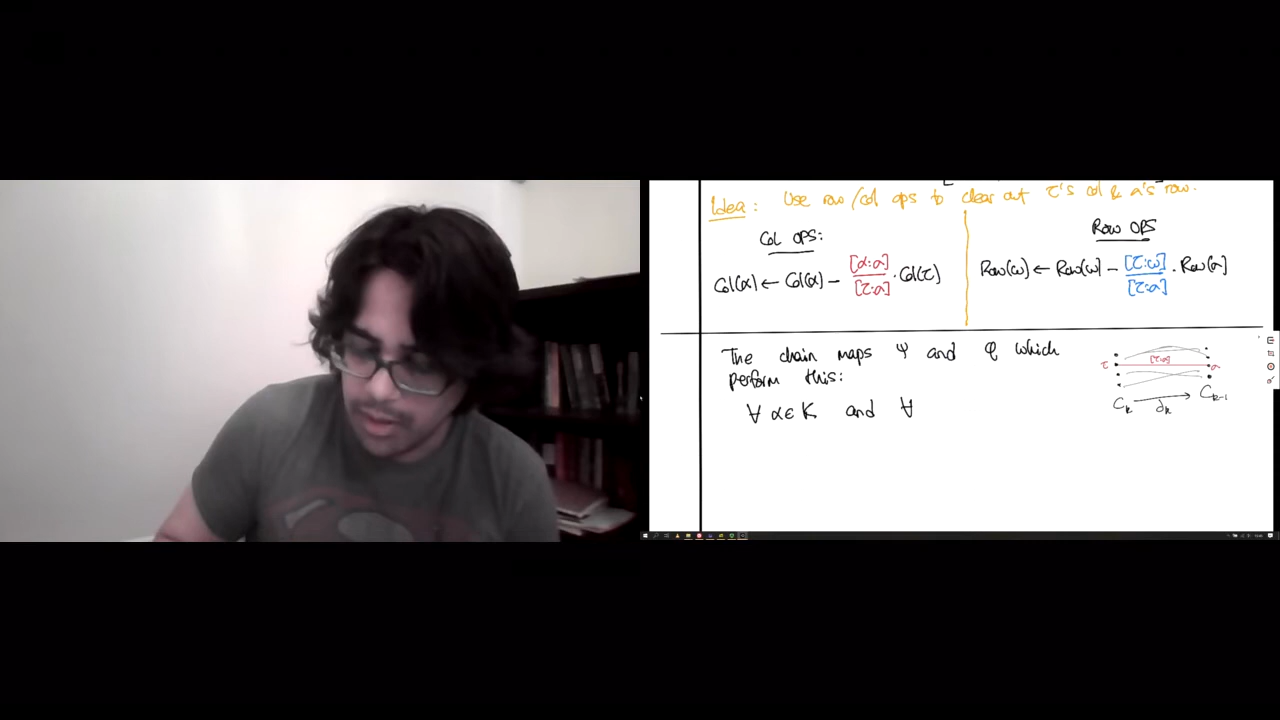 Idea: Use row/col ops to clear out τ's col & σ's row.
Col OPS:
Col(α) ← Col(α) - [α:σ]/[τ:σ] · Col(τ)
Row OPS
Row(ω) ← Row(ω) - [τ:ω]/[τ:σ] · Row(σ)
The chain maps Ψ and φ which
perform this:
∀ α ∈ K and ∀
τ [τ:σ] σ
C_k → C_{k-1}
∂_k